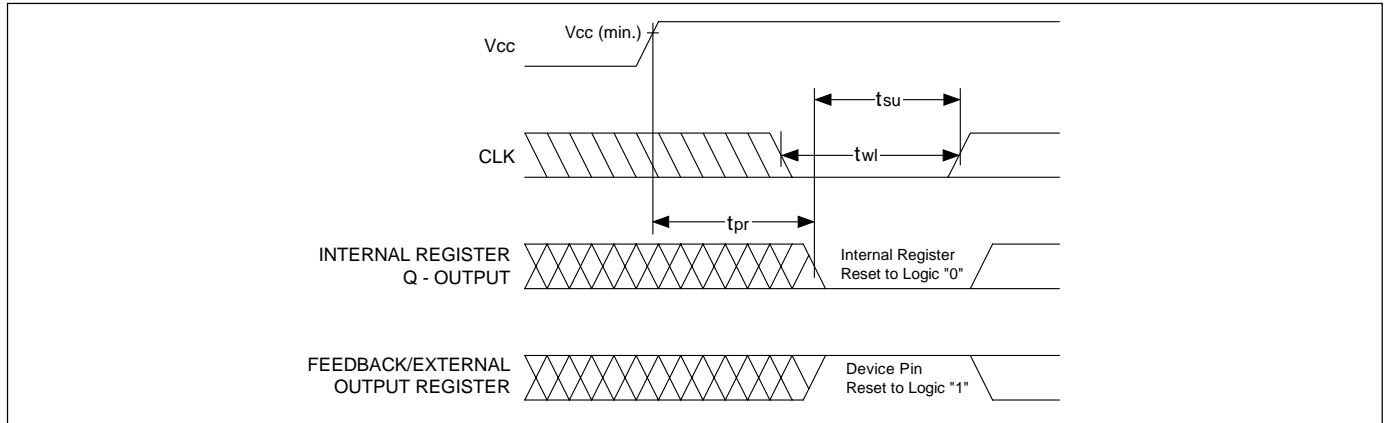 Vcc
Vcc (min.)
tsu
CLK
twl
tpr
INTERNAL REGISTER
Q - OUTPUT
Internal Register
Reset to Logic "0"
FEEDBACK/EXTERNAL
OUTPUT REGISTER
Device Pin
Reset to Logic "1"